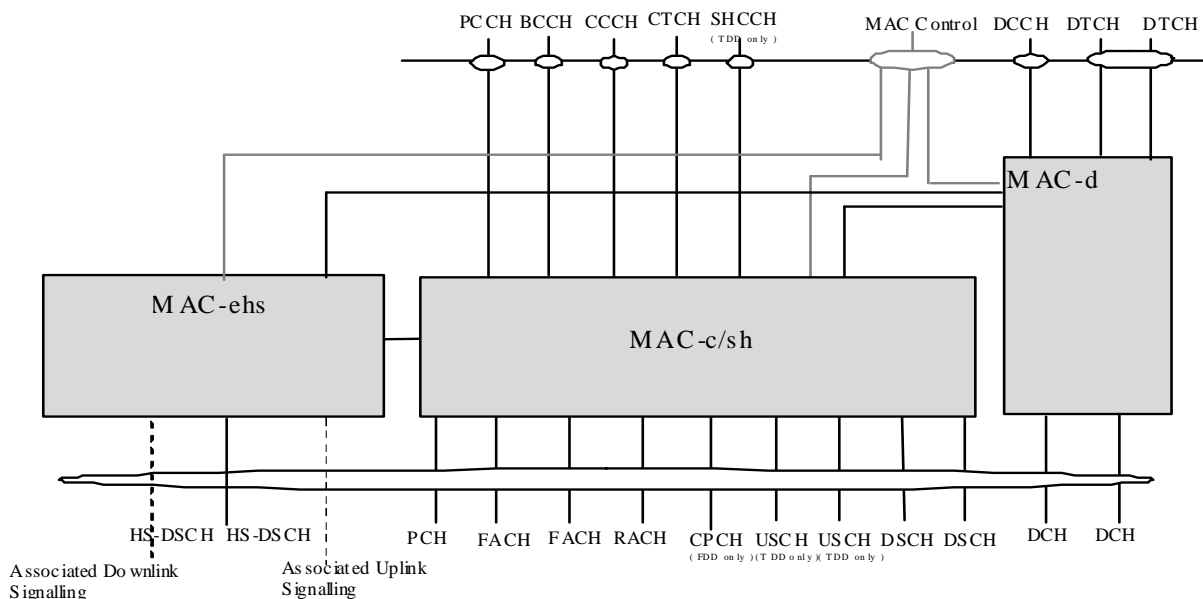 PCCH BCCH CCCH CTCH SHCCH MAC Control DCCH DTCH DTCH
( TDD only )
MAC-d
MAC-ehs
MAC-c/sh
HS-DSCH HS-DSCH PCH FACH FACH RACH CPCH USCH USCH DSCH DSCH DCH DCH
( FDD only ) ( TDD only ) ( TDD only )
Associated Downlink
Signalling
Associated Uplink
Signalling